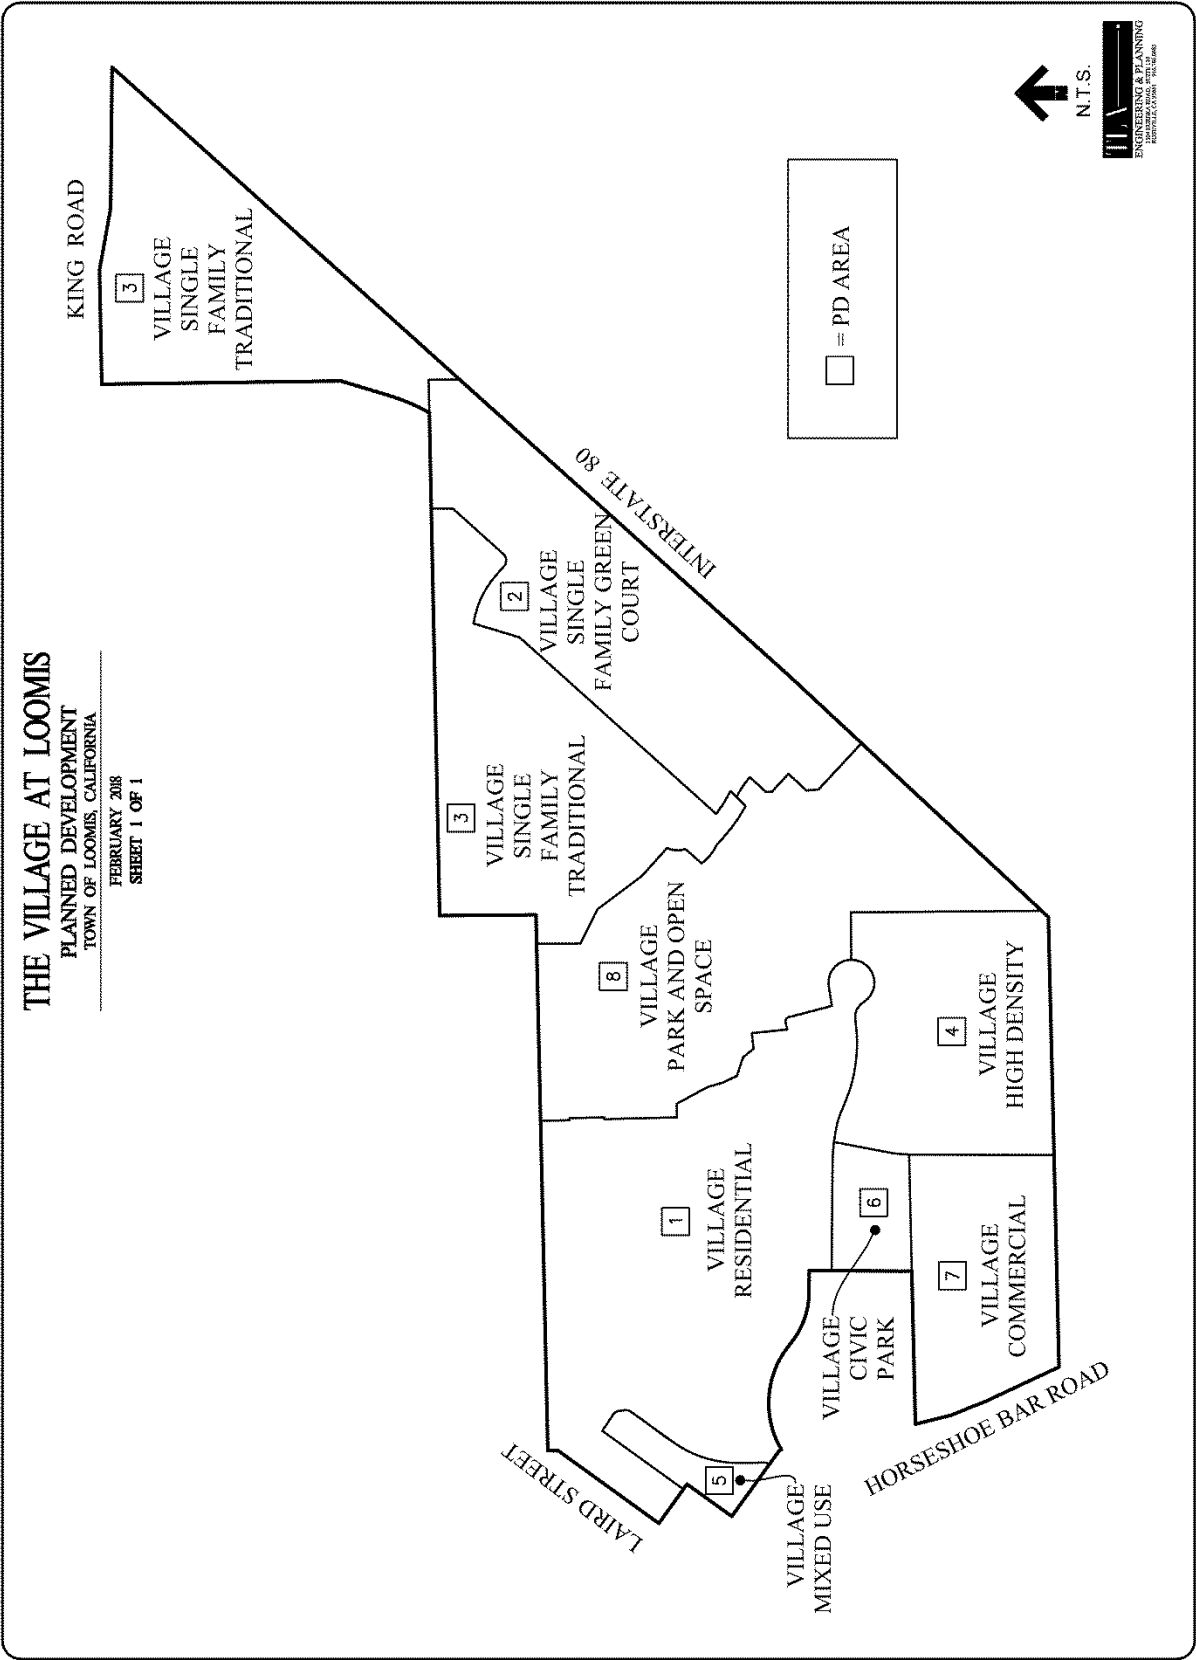 THE VILLAGE AT LOOMIS
PLANNED DEVELOPMENT
TOWN OF LOOMIS, CALIFORNIA
FEBRUARY 2018
SHEET 1 OF 1
KING ROAD
3
VILLAGE
SINGLE
FAMILY
TRADITIONAL
INTERSTATE 80
2
VILLAGE
SINGLE
FAMILY GREEN
COURT
3
VILLAGE
SINGLE
FAMILY
TRADITIONAL
8
VILLAGE
PARK AND OPEN
SPACE
4
VILLAGE
HIGH DENSITY
1
VILLAGE
RESIDENTIAL
6
VILLAGE
CIVIC
PARK
7
VILLAGE
COMMERCIAL
5
VILLAGE
MIXED USE
LAIRD STREET
HORSESHOE BAR ROAD
= PD AREA
N.T.S.
TLA
ENGINEERING & PLANNING